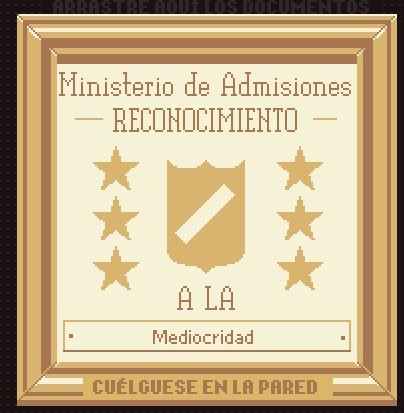 ARRASTRE AQUÍ LOS DOCUMENTOS
Ministerio de Admisiones
RECONOCIMIENTO
A LA
Mediocridad
CUÉLGUESE EN LA PARED